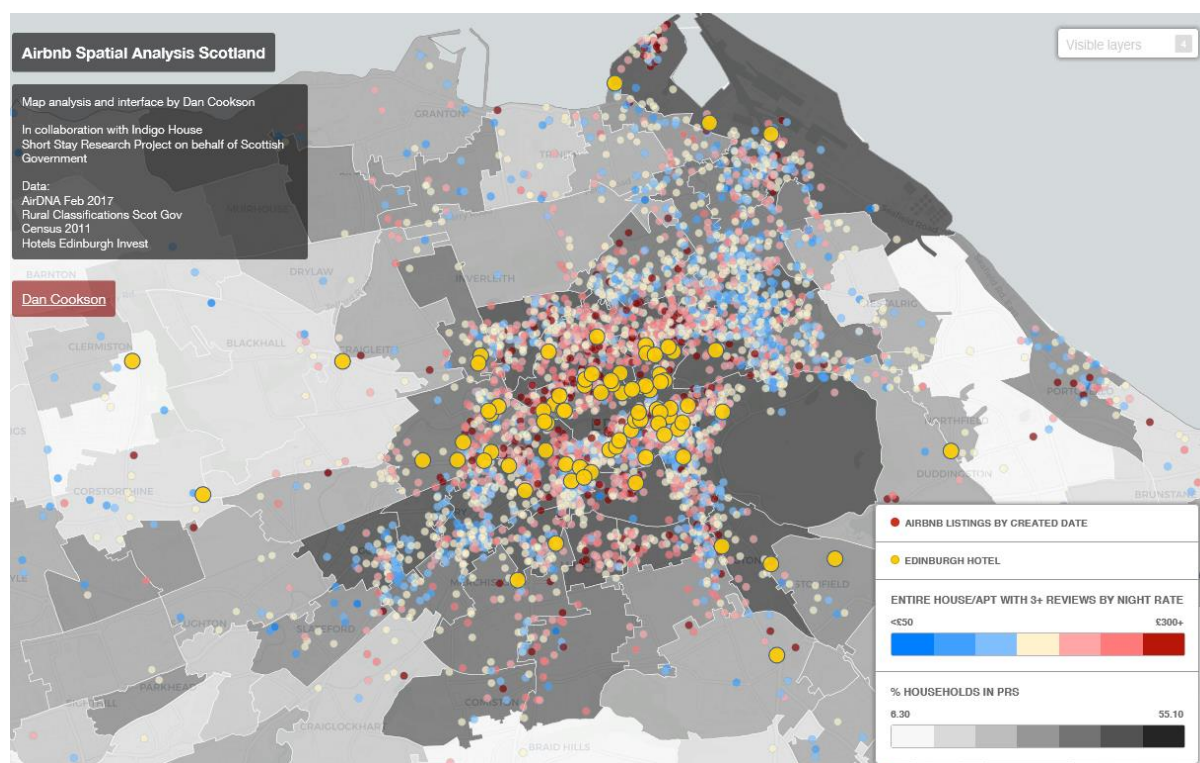 Airbnb Spatial Analysis Scotland
Visible layers
Map analysis and interface by Dan Cookson
In collaboration with Indigo House
Short Stay Research Project on behalf of Scottish
Government
Data:
AirDNA Feb 2017
Rural Classifications Scot Gov
Census 2011
Hotels Edinburgh Invest
Dan Cookson
GRANTON
MUIRHOUSE
BARNTON
DRYLAW
INVERLEITH
CLERMISTON
BLACKHALL
CRAIGLEITH
CORSTORPHINE
DUDDINGSTON
BRUNSTANE
SLATEFORD
PARKHEAD
COMISTON
CRAIGLOCKHART
BRAID HILLS
AIRBNB LISTINGS BY CREATED DATE
EDINBURGH HOTEL
ENTIRE HOUSE/APT WITH 3+ REVIEWS BY NIGHT RATE
<£50 £300+
% HOUSEHOLDS IN PRS
6.30 55.10